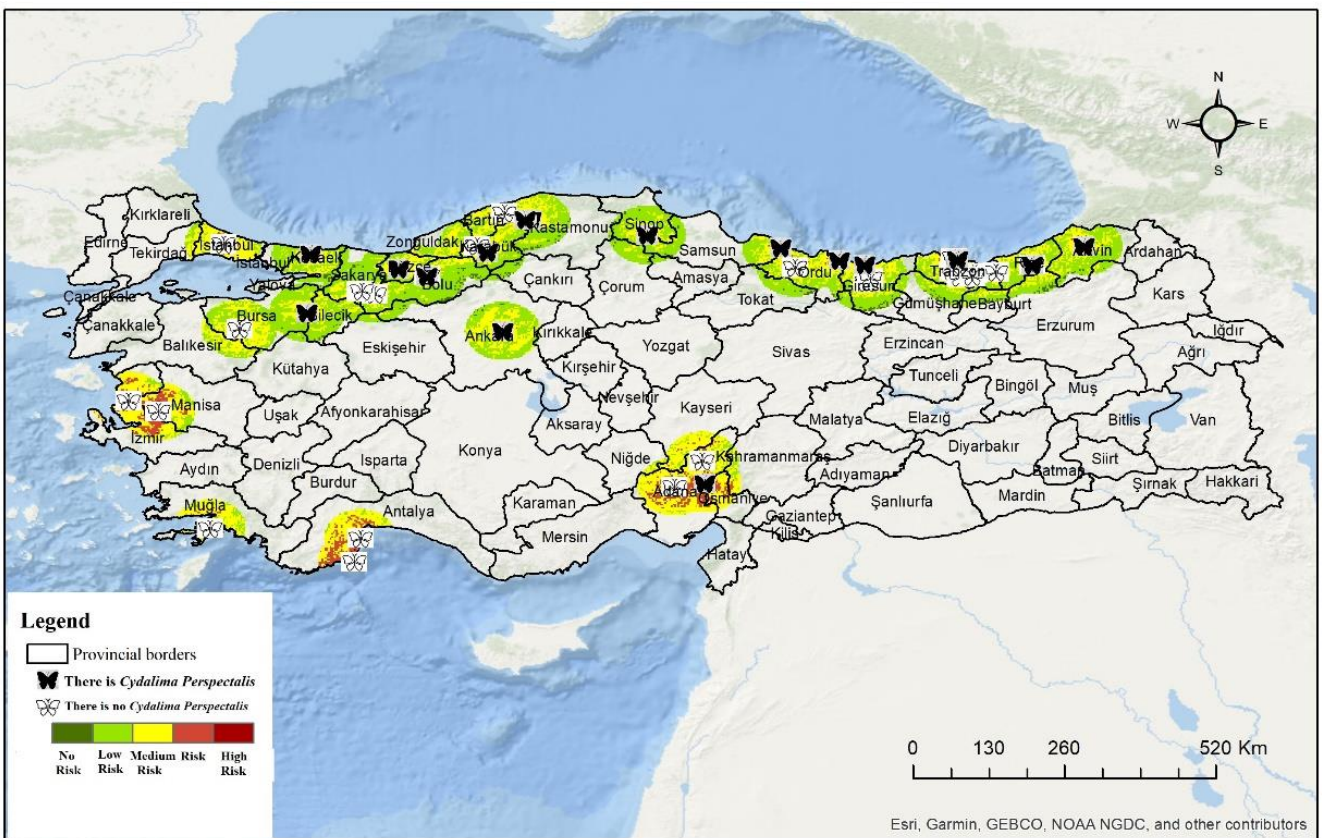 N
W E
S
Kırklareli
Edirne
Tekirdağ
İstanbul
İstanbul
Kocaeli
Yalova
Sakarya
Zonguldak
Bartın
Kastamonu
Karabük
Bolu
Sinop
Samsun
Çankırı
Çorum
Amasya
Tokat
Ordu
Giresun
Trabzon
Gümüşhane
Bayburt
Artvin
Ardahan
Kars
Erzurum
Iğdır
Ağrı
Çanakkale
Çanakkale
Bursa
Bilecik
Balıkesir
Eskişehir
Kütahya
Ankara
Kırıkkale
Kırşehir
Yozgat
Sivas
Erzincan
Tunceli
Bingöl
Muş
Bitlis
Van
Manisa
İzmir
Uşak
Afyonkarahisar
Konya
Aksaray
Nevşehir
Kayseri
Malatya
Elazığ
Diyarbakır
Batman
Siirt
Şırnak
Hakkari
Aydın
Denizli
Isparta
Burdur
Niğde
Kahramanmaraş
Adıyaman
Şanlıurfa
Mardin
Muğla
Antalya
Karaman
Mersin
Adana
Osmaniye
Gaziantep
Kilis
Hatay
Legend
Provincial borders
There is Cydalima Perspectalis
There is no Cydalima Perspectalis
No Risk
Low Risk
Medium Risk
Risk
High Risk
0 130 260 520 Km
Esri, Garmin, GEBCO, NOAA NGDC, and other contributors